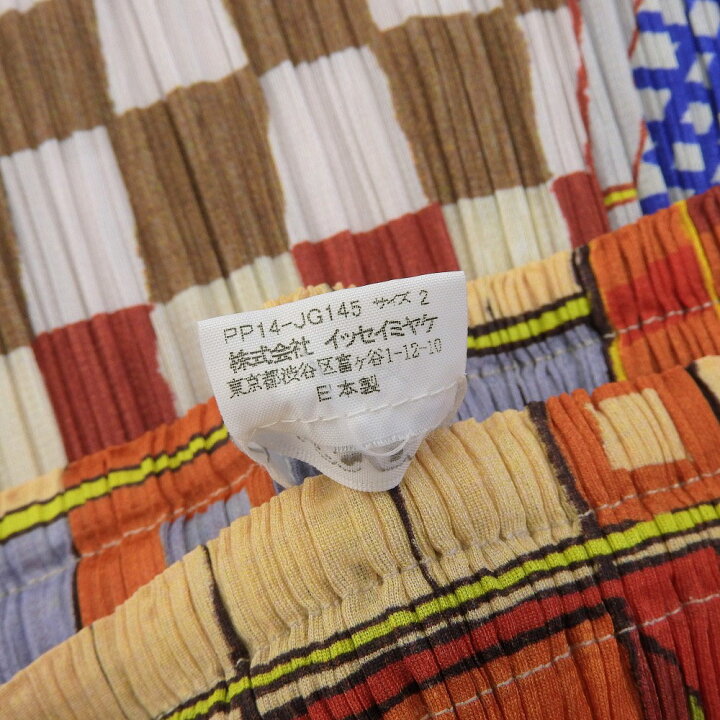 PP14-JG145 サイズ 2
株式会社 イッセイミヤケ
東京都渋谷区富ヶ谷1-12-10
日本製